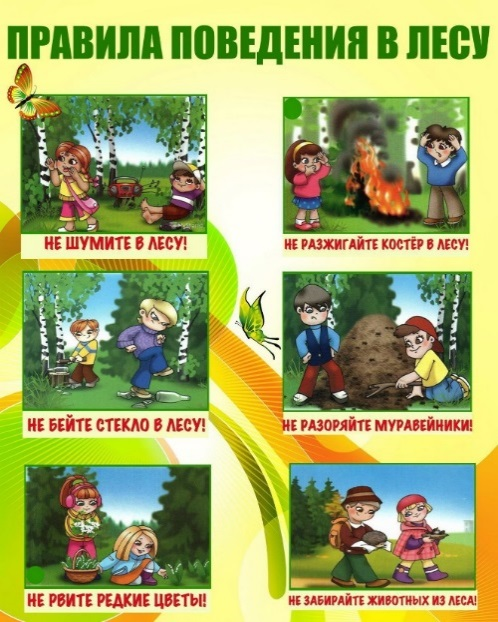 ПРАВИЛА ПОВЕДЕНИЯ В ЛЕСУ
НЕ ШУМИТЕ В ЛЕСУ!
НЕ РАЗЖИГАЙТЕ КОСТЁР В ЛЕСУ!
НЕ БЕЙТЕ СТЕКЛО В ЛЕСУ!
НЕ РАЗОРЯЙТЕ МУРАВЕЙНИКИ!
НЕ РВИТЕ РЕДКИЕ ЦВЕТЫ!
НЕ ЗАБИРАЙТЕ ЖИВОТНЫХ ИЗ ЛЕСА!